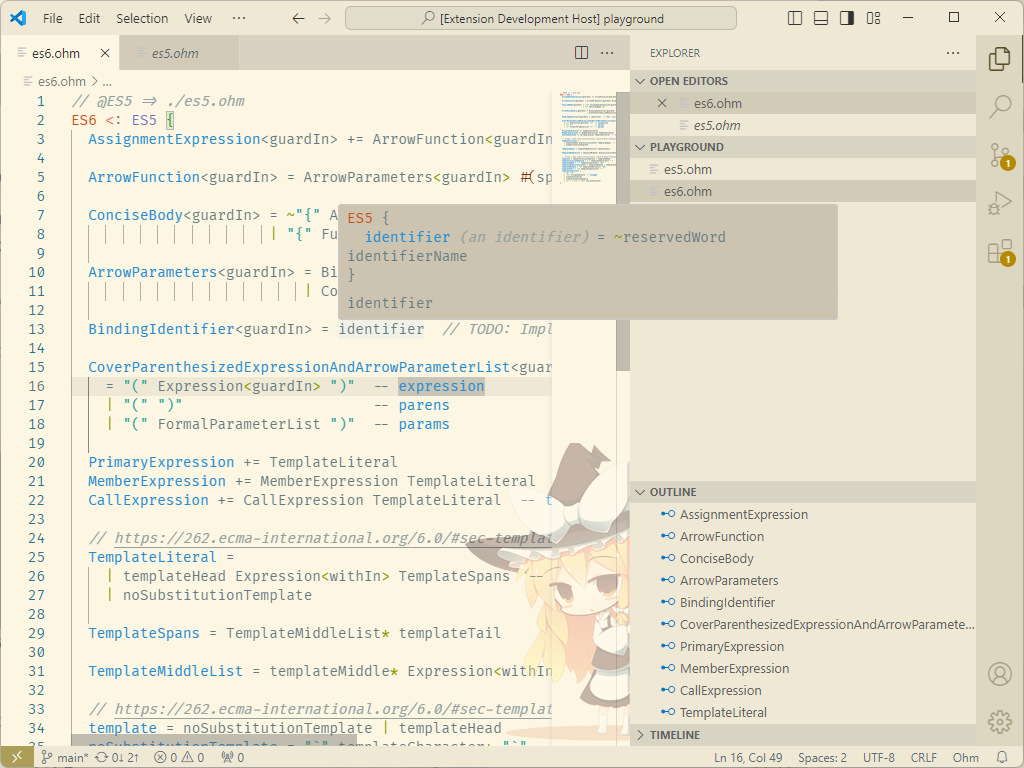 File Edit Selection View ··· [Extension Development Host] playground
es6.ohm es5.ohm
es6.ohm > ...
1 // @ES5 => ./es5.ohm
2 ES6 <: ES5 {
3 AssignmentExpression<guardIn> += ArrowFunction<guardIn
4
5 ArrowFunction<guardIn> = ArrowParameters<guardIn> #(sp
6
7 ConciseBody<guardIn> = ~"{" A
8 | "{" Fu
9
10 ArrowParameters<guardIn> = Bi
11 | Co
12
13 BindingIdentifier<guardIn> = identifier // TODO: Impl
14
15 CoverParenthesizedExpressionAndArrowParameterList<guar
16 = "(" Expression<guardIn> ")" -- expression
17 | "(" ")" -- parens
18 | "(" FormalParameterList ")" -- params
19
20 PrimaryExpression += TemplateLiteral
21 MemberExpression += MemberExpression TemplateLiteral
22 CallExpression += CallExpression TemplateLiteral -- t
23
24 // https://262.ecma-international.org/6.0/#sec-templat
25 TemplateLiteral =
26 | templateHead Expression<withIn> TemplateSpans --
27 | noSubstitutionTemplate
28
29 TemplateSpans = TemplateMiddleList* templateTail
30
31 TemplateMiddleList = templateMiddle* Expression<withIn
32
33 // https://262.ecma-international.org/6.0/#sec-templat
34 template = noSubstitutionTemplate | templateHead
35 noSubstitutionTemplate = "`" templateCharacter* "`"
ES5 {
identifier (an identifier) = ~reservedWord
identifierName
}
identifier
EXPLORER
OPEN EDITORS
es6.ohm
es5.ohm
PLAYGROUND
es5.ohm
es6.ohm
OUTLINE
AssignmentExpression
ArrowFunction
ConciseBody
ArrowParameters
BindingIdentifier
CoverParenthesizedExpressionAndArrowParamete...
PrimaryExpression
MemberExpression
CallExpression
TemplateLiteral
TIMELINE
1
1
main* 0↓ 2↑ 0 0 0 Ln 16, Col 49 Spaces: 2 UTF-8 CRLF Ohm